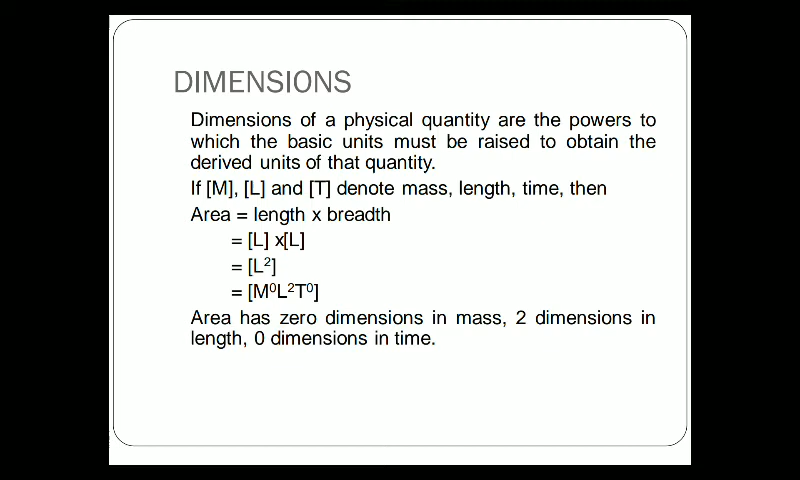 DIMENSIONS
Dimensions of a physical quantity are the powers to
which the basic units must be raised to obtain the
derived units of that quantity.
If [M], [L] and [T] denote mass, length, time, then
Area = length x breadth
= [L] x[L]
= [L²]
= [M⁰L²T⁰]
Area has zero dimensions in mass, 2 dimensions in
length, 0 dimensions in time.